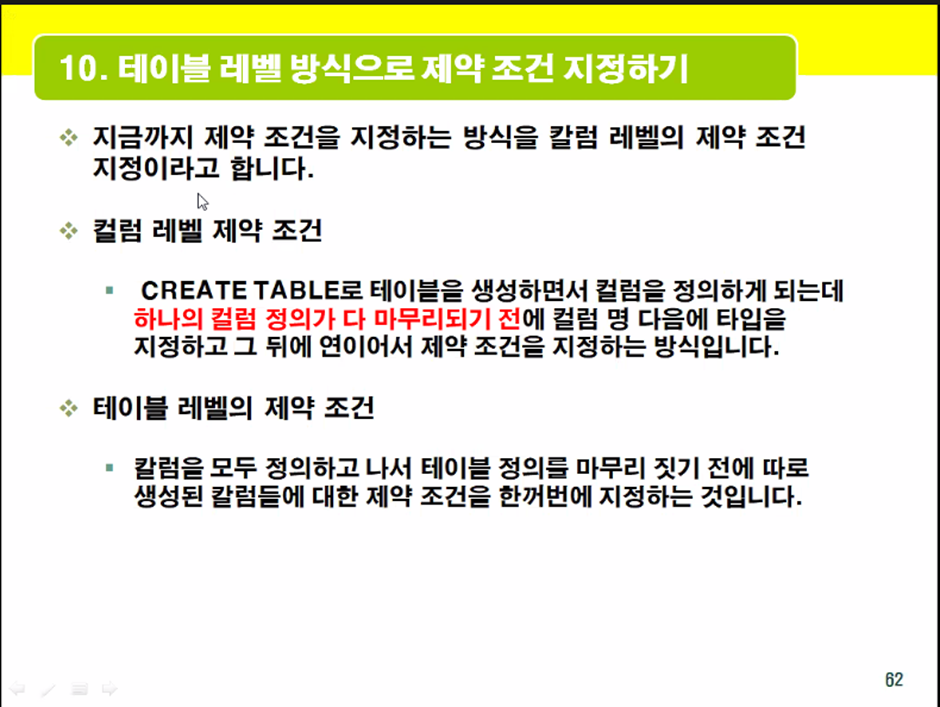 10. 테이블 레벨 방식으로 제약 조건 지정하기
지금까지 제약 조건을 지정하는 방식을 칼럼 레벨의 제약 조건
지정이라고 합니다.
컬럼 레벨 제약 조건
CREATE TABLE로 테이블을 생성하면서 컬럼을 정의하게 되는데
하나의 컬럼 정의가 다 마무리되기 전에 컬럼 명 다음에 타입을
지정하고 그 뒤에 연이어서 제약 조건을 지정하는 방식입니다.
테이블 레벨의 제약 조건
칼럼을 모두 정의하고 나서 테이블 정의를 마무리 짓기 전에 따로
생성된 칼럼들에 대한 제약 조건을 한꺼번에 지정하는 것입니다.
62